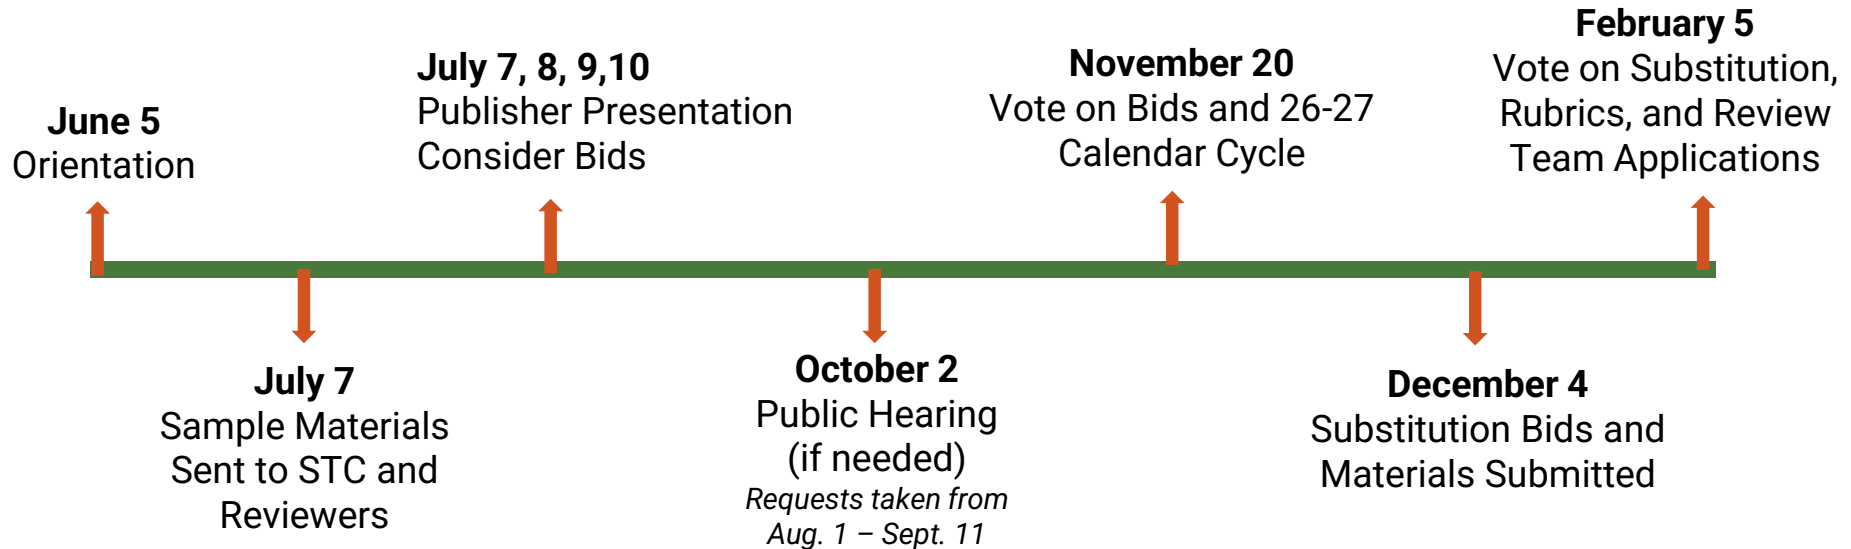 June 5
Orientation
July 7
Sample Materials
Sent to STC and
Reviewers
July 7, 8, 9,10
Publisher Presentation
Consider Bids
October 2
Public Hearing
(if needed)
Requests taken from
Aug. 1 – Sept. 11
November 20
Vote on Bids and 26-27
Calendar Cycle
December 4
Substitution Bids and
Materials Submitted
February 5
Vote on Substitution,
Rubrics, and Review
Team Applications